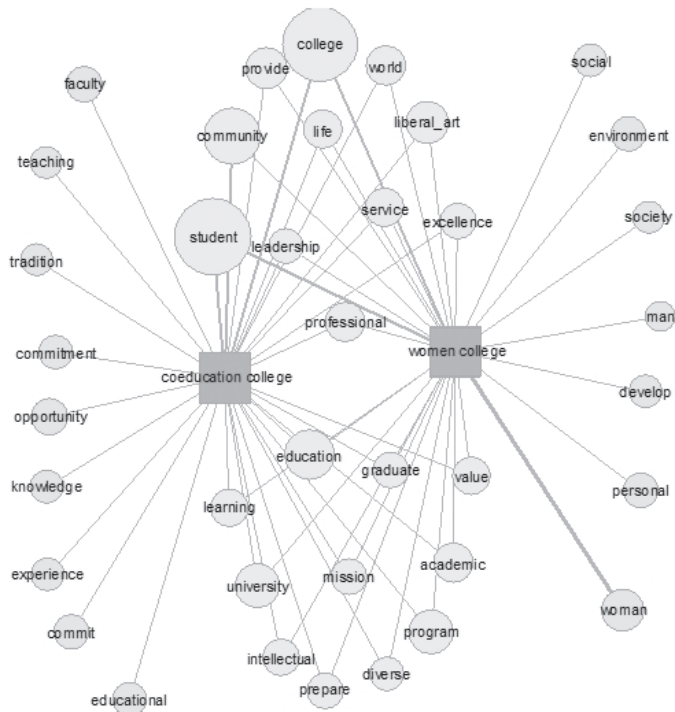 college
social
provide
world
faculty
community
life
liberal_art
environment
teaching
service
excellence
society
student
leadership
tradition
professional
man
commitment
women college
coeducation college
develop
opportunity
education
graduate
value
knowledge
personal
learning
experience
university
mission
academic
woman
commit
program
intellectual
diverse
educational
prepare